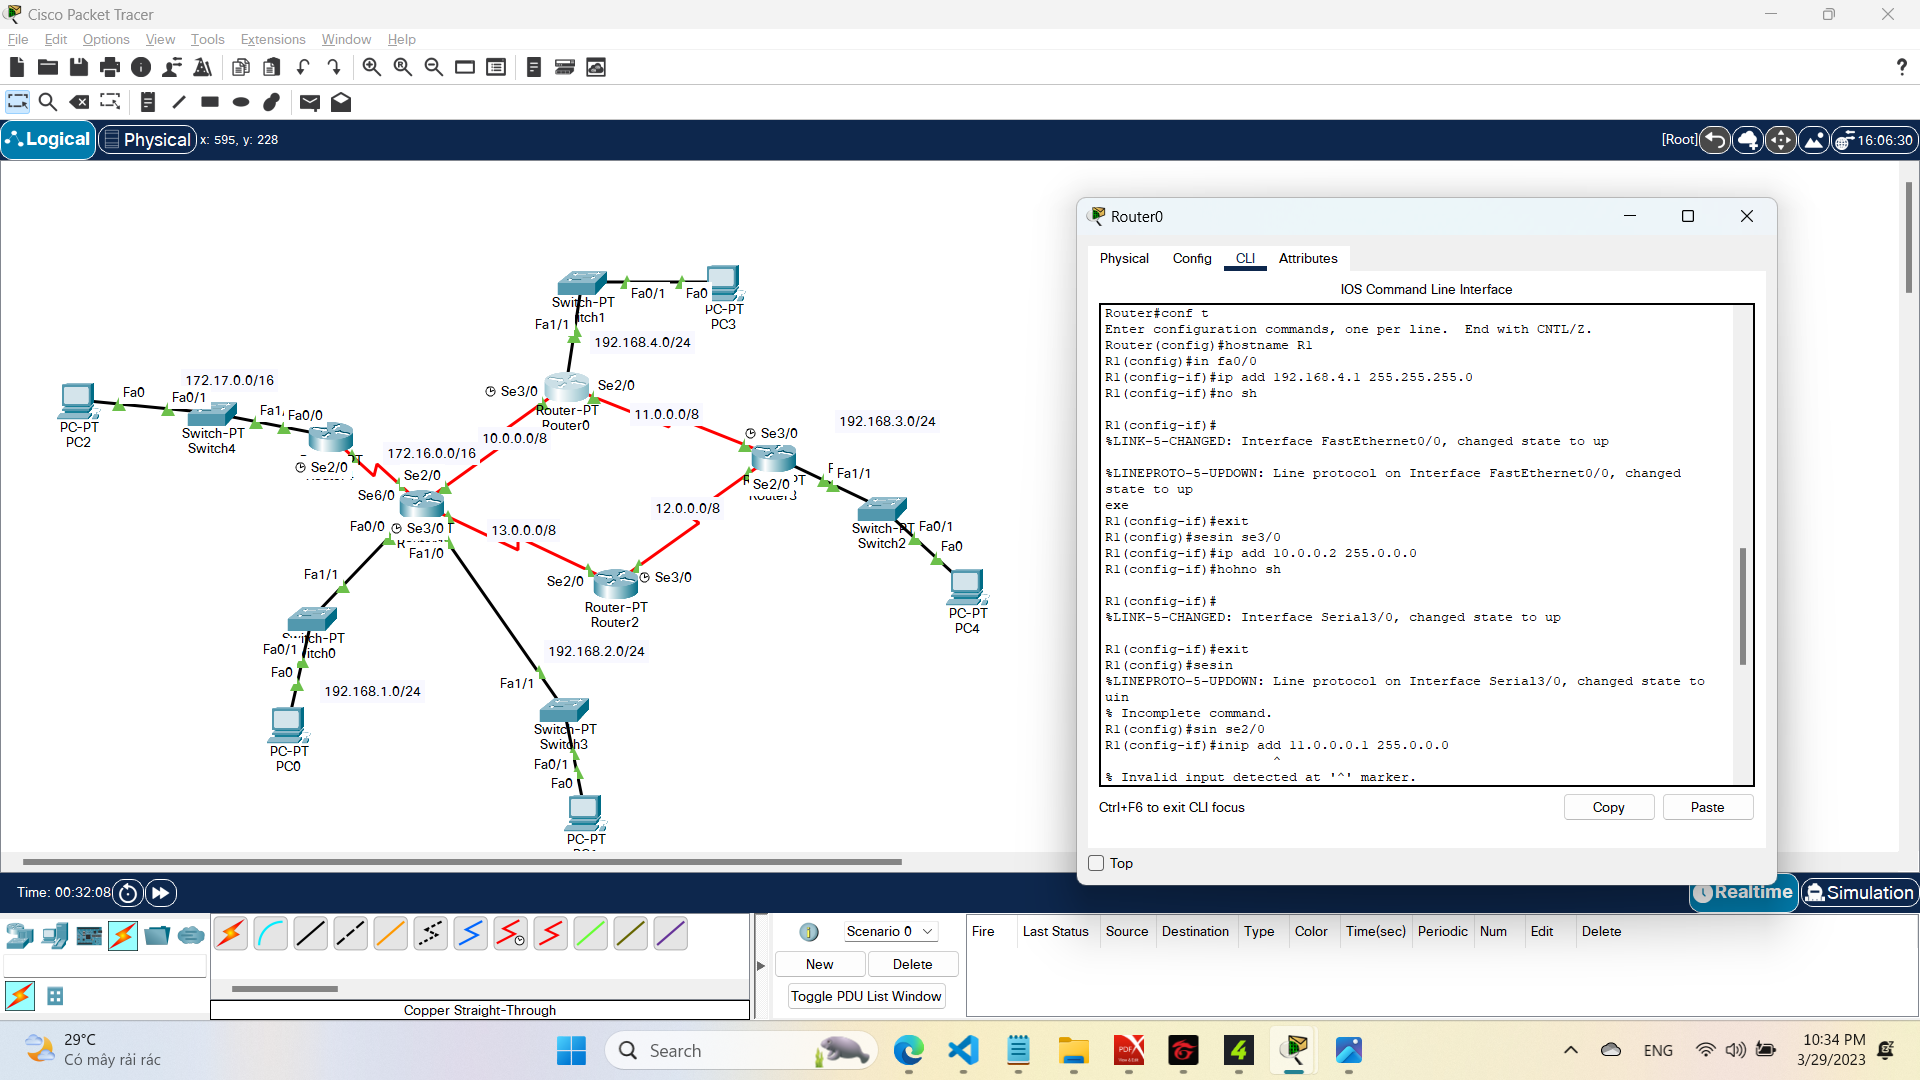 Cisco Packet Tracer
File Edit Options View Tools Extensions Window Help
Logical Physical x: 595, y: 228
[Root] 16:06:30
Switch-PT
itch1
Fa0/1
Fa0
PC-PT
PC3
Fa1/1
192.168.4.0/24
172.17.0.0/16
Fa0
Fa0/1
PC-PT
PC2
Switch-PT
Switch4
Fa1
Fa0/0
Se3/0
Se2/0
Router-PT
Router0
11.0.0.0/8
10.0.0.0/8
192.168.3.0/24
Se3/0
172.16.0.0/16
Se2/0
Se2/0
Se6/0
Fa1/1
Se2/0
Router3
12.0.0.0/8
Fa0/0
Se3/0
Fa1/0
13.0.0.0/8
Switch-PT
Switch2
Fa0/1
Fa0
PC-PT
PC4
Fa1/1
Se2/0
Se3/0
Router-PT
Router2
Switch-PT
itch0
Fa0/1
Fa0
192.168.1.0/24
PC-PT
PC0
192.168.2.0/24
Fa1/1
Switch-PT
Switch3
Fa0/1
Fa0
PC-PT
Router0
Physical Config CLI Attributes
IOS Command Line Interface
Router#conf t
Enter configuration commands, one per line.  End with CNTL/Z.
Router(config)#hostname R1
R1(config)#in fa0/0
R1(config-if)#ip add 192.168.4.1 255.255.255.0
R1(config-if)#no sh
R1(config-if)#
%LINK-5-CHANGED: Interface FastEthernet0/0, changed state to up
%LINEPROTO-5-UPDOWN: Line protocol on Interface FastEthernet0/0, changed
state to up
exe
R1(config-if)#exit
R1(config)#sesin se3/0
R1(config-if)#ip add 10.0.0.2 255.0.0.0
R1(config-if)#hohno sh
R1(config-if)#
%LINK-5-CHANGED: Interface Serial3/0, changed state to up
R1(config-if)#exit
R1(config)#sesin
%LINEPROTO-5-UPDOWN: Line protocol on Interface Serial3/0, changed state to
uin
% Incomplete command.
R1(config)#sin se2/0
R1(config-if)#inip add 11.0.0.0.1 255.0.0.0
^
% Invalid input detected at '^' marker.
Ctrl+F6 to exit CLI focus
Copy Paste
Top
Time: 00:32:08
Realtime Simulation
Copper Straight-Through
Scenario 0
New Delete
Toggle PDU List Window
Fire Last Status Source Destination Type Color Time(sec) Periodic Num Edit Delete
29°C
Có mây rải rác
Search
ENG
10:34 PM
3/29/2023